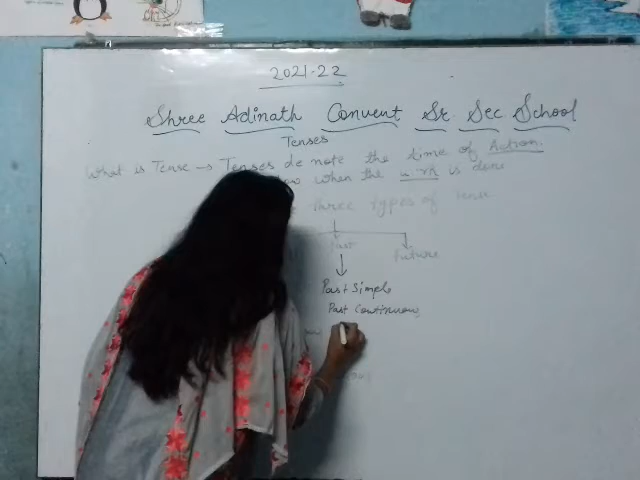 2021-22
Shree Adinath Convent Sr. Sec School
Tenses
What is Tense → Tenses denote the time of Action.
when the work is done
three types of tense
Past
Future
Past Simple
Past Continuous,